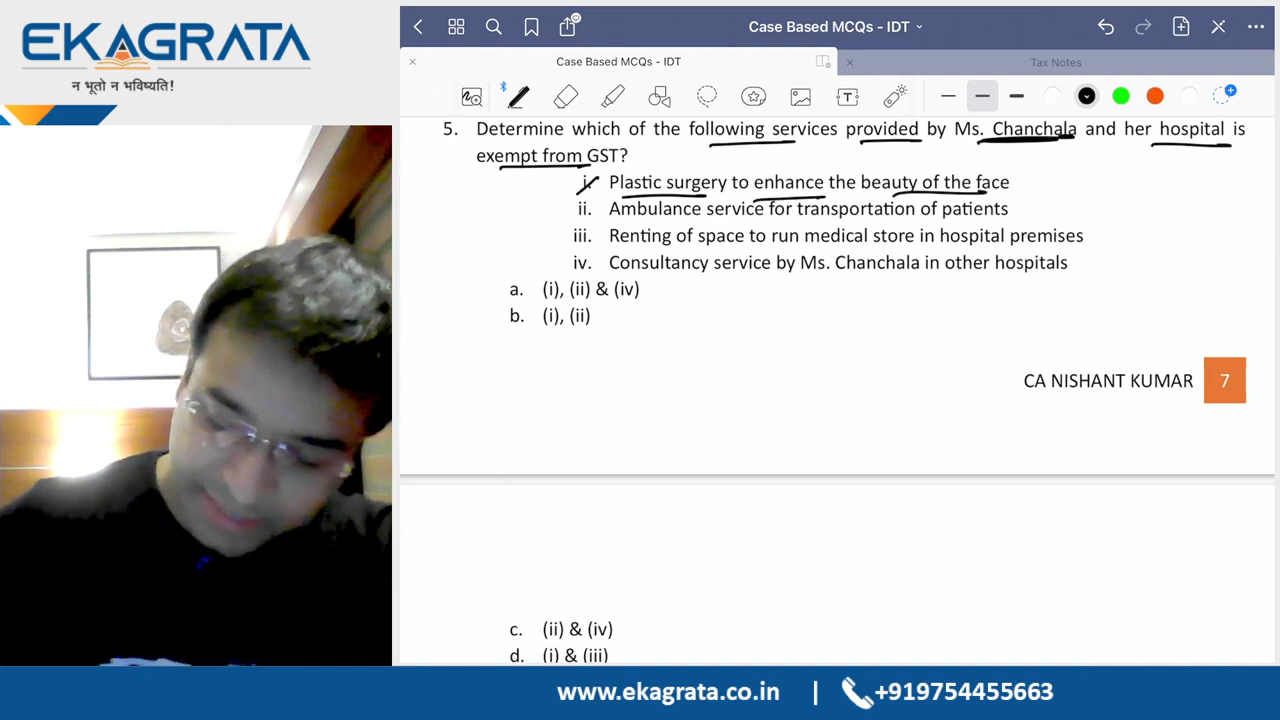 EKAGRATA
न भूतो न भविष्यति!
Case Based MCQs - IDT
Case Based MCQs - IDT
Tax Notes
5. Determine which of the following services provided by Ms. Chanchala and her hospital is
exempt from GST?
i. Plastic surgery to enhance the beauty of the face
ii. Ambulance service for transportation of patients
iii. Renting of space to run medical store in hospital premises
iv. Consultancy service by Ms. Chanchala in other hospitals
a. (i), (ii) & (iv)
b. (i), (ii)
CA NISHANT KUMAR 7
c. (ii) & (iv)
d. (i) & (iii)
www.ekagrata.co.in | +919754455663